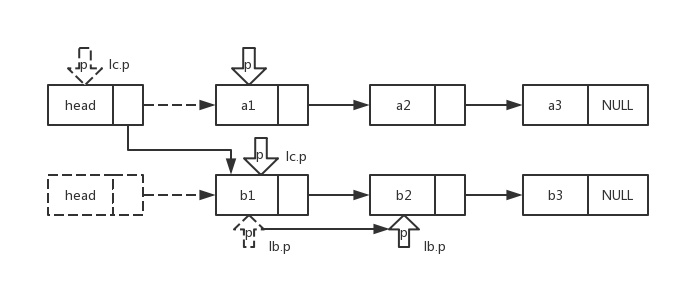 p lc.p p
head a1 a2 a3 NULL
p lc.p
head b1 b2 b3 NULL
p p
lb.p lb.p